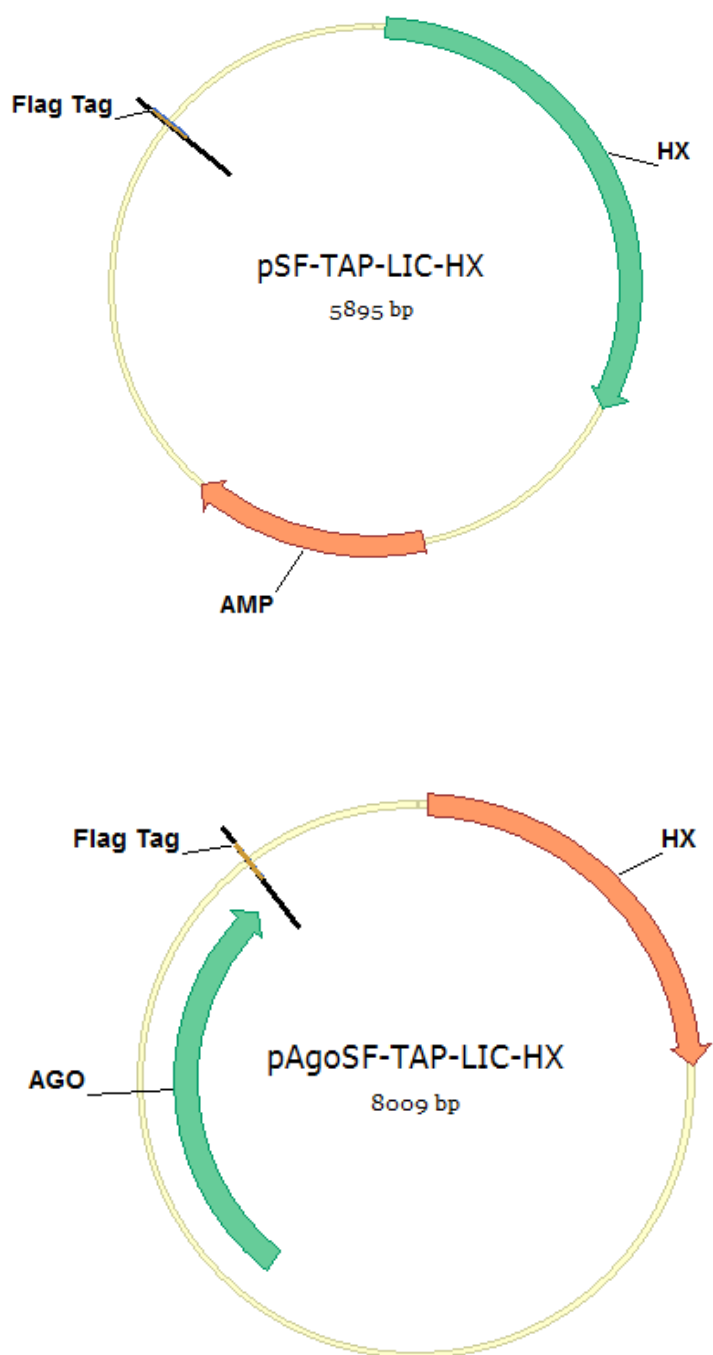 Flag Tag
HX
pSF-TAP-LIC-HX
5895 bp
AMP
Flag Tag
HX
pAgoSF-TAP-LIC-HX
AGO
8009 bp